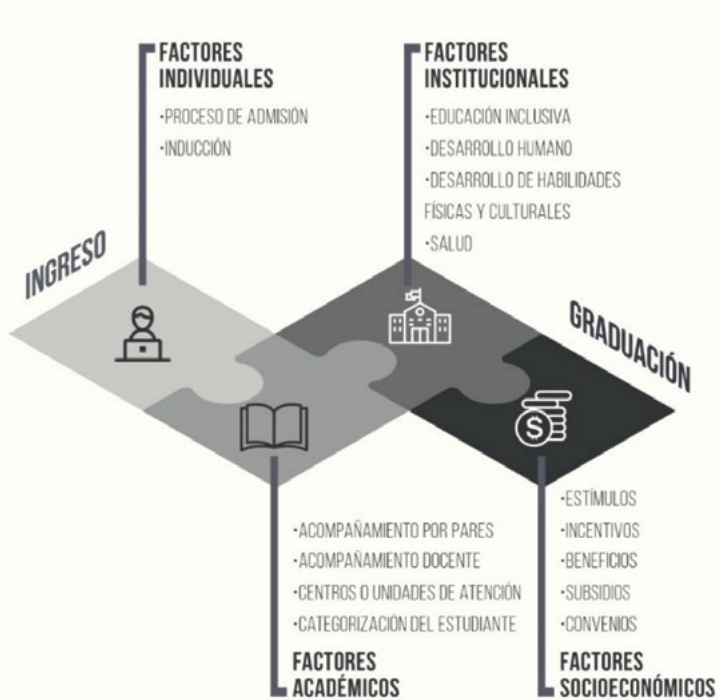 FACTORES
INDIVIDUALES
•PROCESO DE ADMISIÓN
•INDUCCIÓN
FACTORES
INSTITUCIONALES
•EDUCACIÓN INCLUSIVA
•DESARROLLO HUMANO
•DESARROLLO DE HABILIDADES
FÍSICAS Y CULTURALES
•SALUD
INGRESO
GRADUACIÓN
$
•ACOMPAÑAMIENTO POR PARES
•ACOMPAÑAMIENTO DOCENTE
•CENTROS O UNIDADES DE ATENCIÓN
•CATEGORIZACIÓN DEL ESTUDIANTE
FACTORES
ACADÉMICOS
•ESTÍMULOS
•INCENTIVOS
•BENEFICIOS
•SUBSIDIOS
•CONVENIOS
FACTORES
SOCIOECONÓMICOS